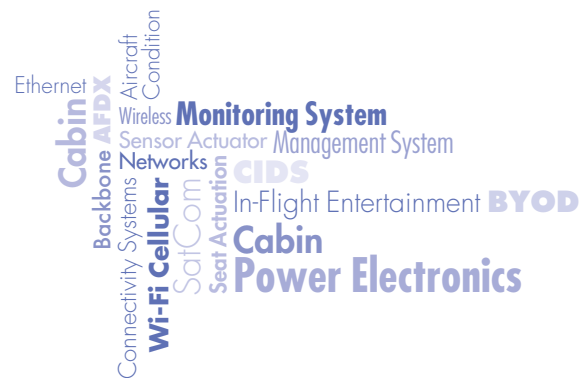 Ethernet
Cabin
Backbone AFDX
Aircraft
Condition
Wireless Monitoring System
Sensor Actuator Management System
Networks
CIDS
In-Flight Entertainment BYOD
Cabin
Power Electronics
Connectivity Systems
Wi-Fi Cellular
SatCom
Seat Actuation